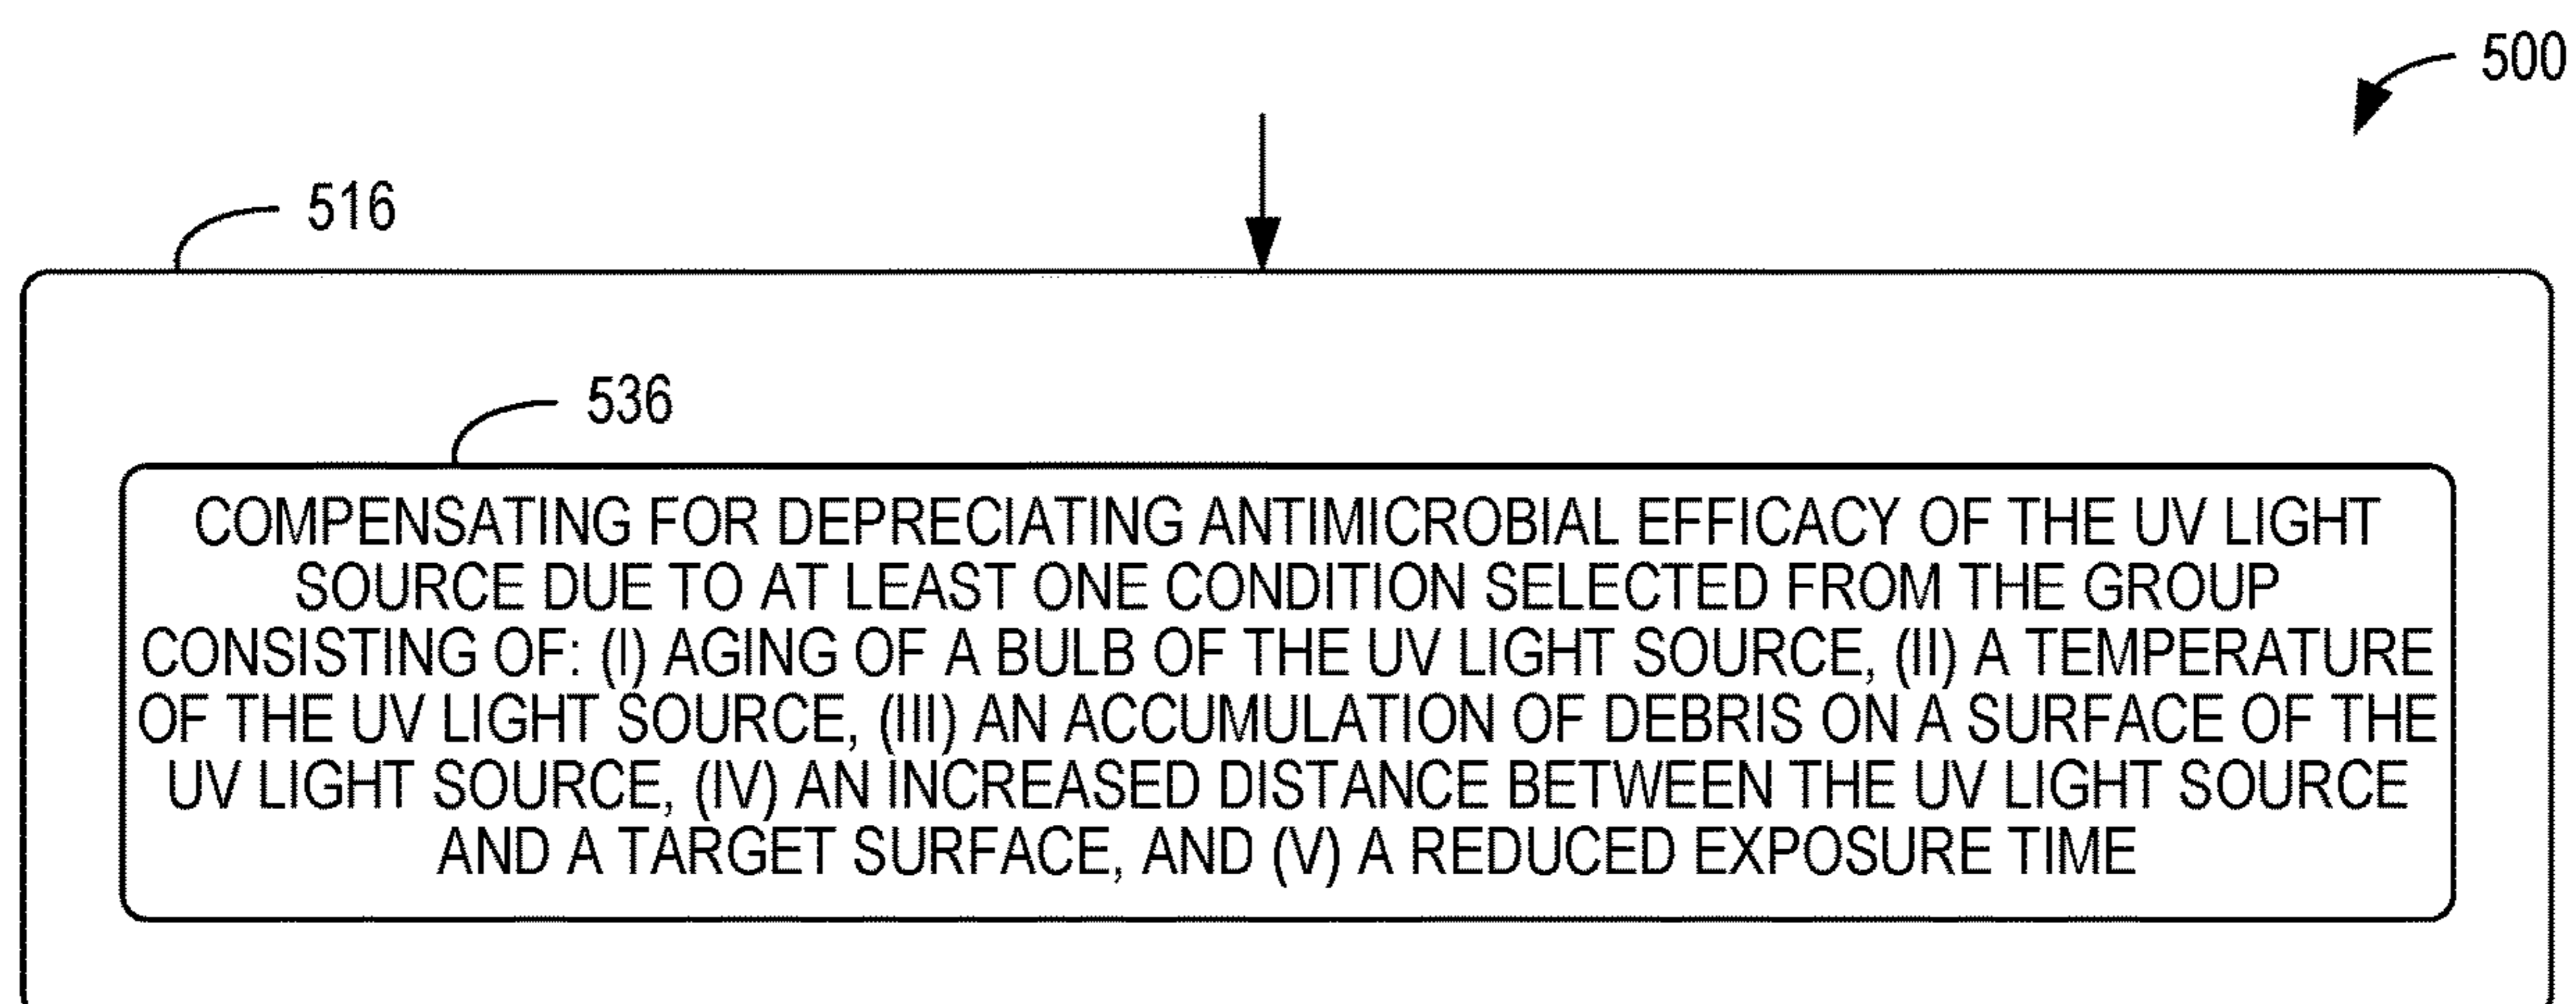 500
516
536
COMPENSATING FOR DEPRECIATING ANTIMICROBIAL EFFICACY OF THE UV LIGHT
SOURCE DUE TO AT LEAST ONE CONDITION SELECTED FROM THE GROUP
CONSISTING OF: (I) AGING OF A BULB OF THE UV LIGHT SOURCE, (II) A TEMPERATURE
OF THE UV LIGHT SOURCE, (III) AN ACCUMULATION OF DEBRIS ON A SURFACE OF THE
UV LIGHT SOURCE, (IV) AN INCREASED DISTANCE BETWEEN THE UV LIGHT SOURCE
AND A TARGET SURFACE, AND (V) A REDUCED EXPOSURE TIME